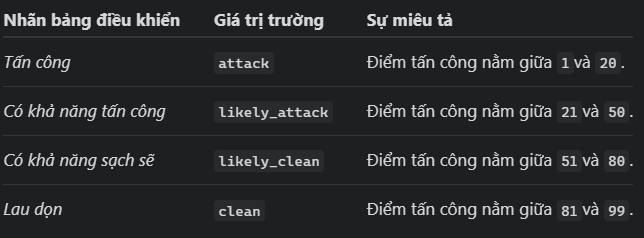 Nhãn bảng điều khiển Giá trị trường Sự miêu tả
Tấn công attack Điểm tấn công nằm giữa 1 và 20.
Có khả năng tấn công likely_attack Điểm tấn công nằm giữa 21 và 50.
Có khả năng sạch sẽ likely_clean Điểm tấn công nằm giữa 51 và 80.
Lau dọn clean Điểm tấn công nằm giữa 81 và 99.